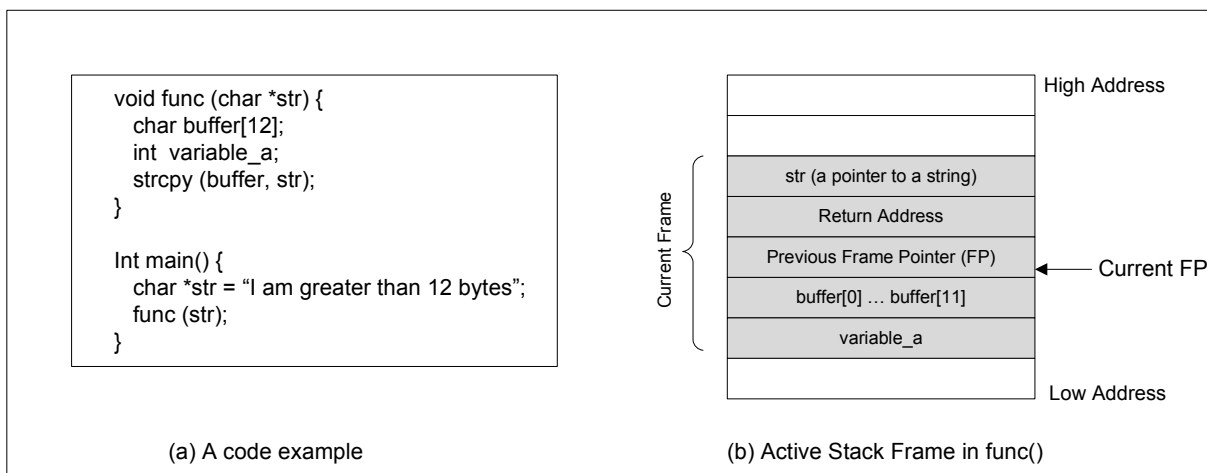 void func (char *str) {
char buffer[12];
int variable_a;
strcpy (buffer, str);
}
Int main() {
char *str = “I am greater than 12 bytes”;
func (str);
}
(a) A code example
High Address
Current Frame
str (a pointer to a string)
Return Address
Previous Frame Pointer (FP)
Current FP
buffer[0] … buffer[11]
variable_a
Low Address
(b) Active Stack Frame in func()